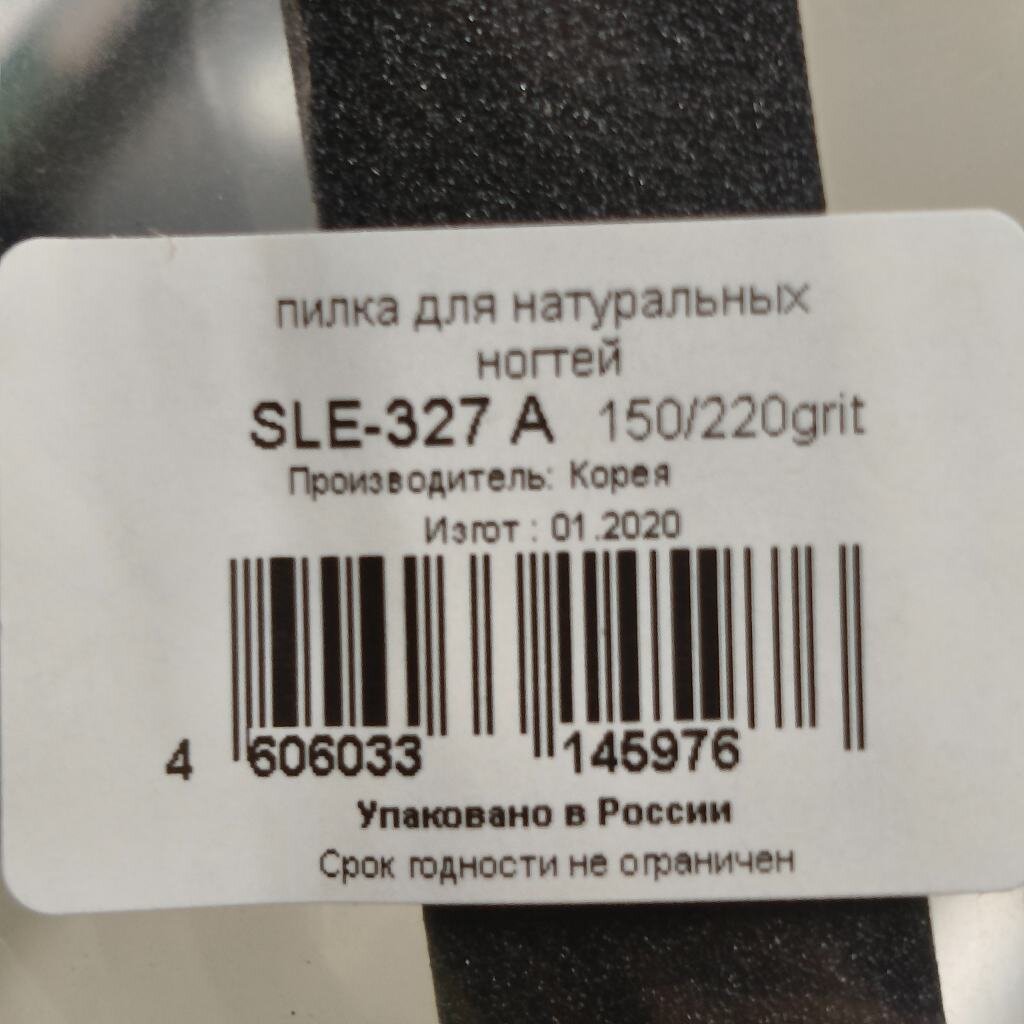 пилка для натуральных
ногтей
SLE-327 A 150/220grit
Производитель: Корея
Изгот : 01.2020
4 606033 145976
Упаковано в России
Срок годности не ограничен